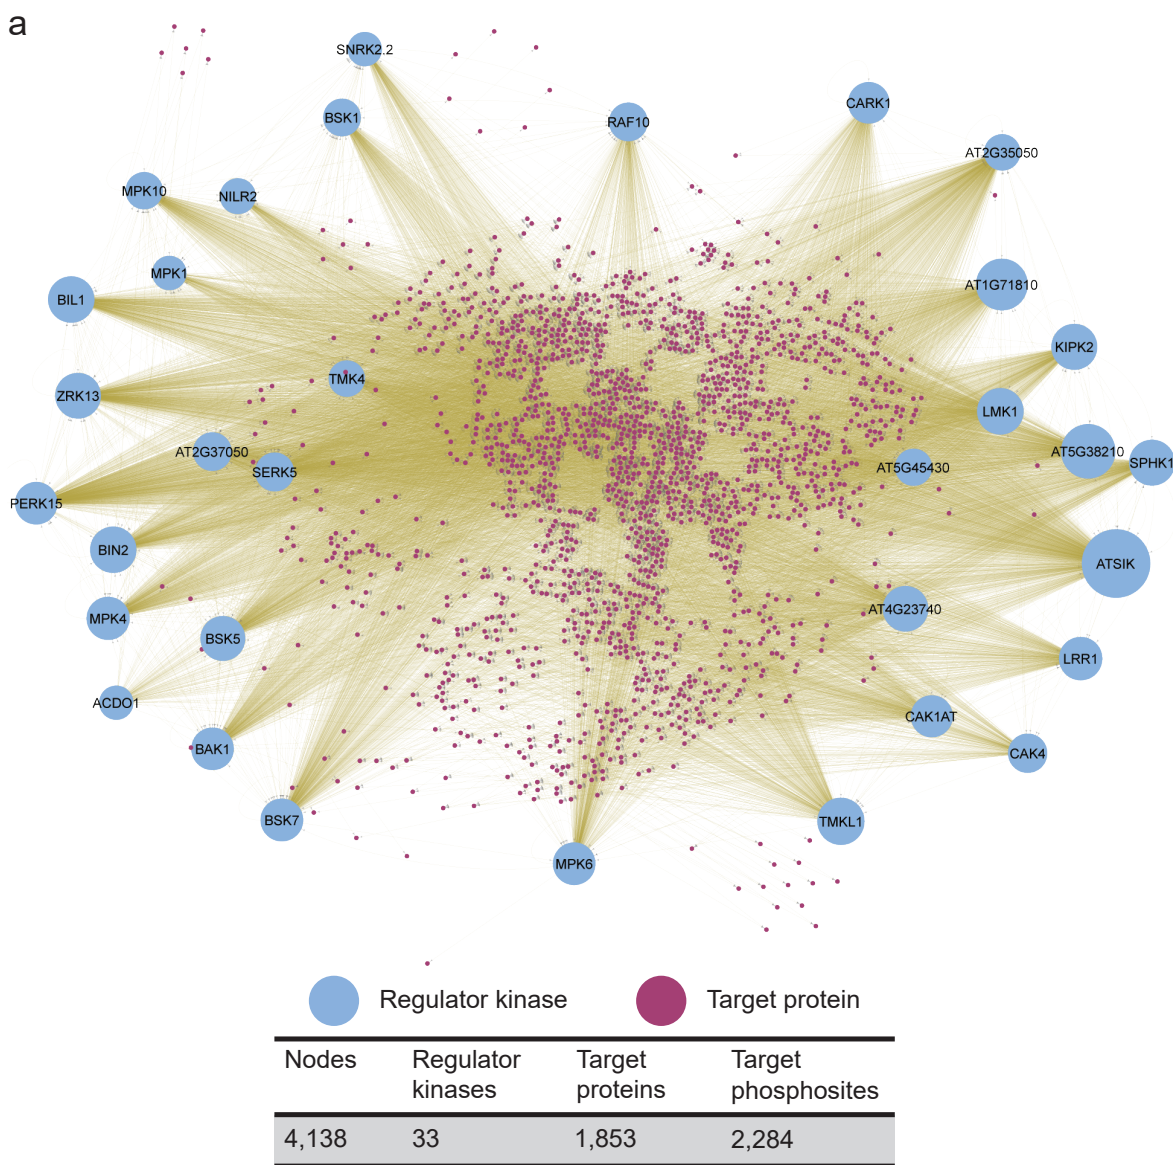 a
SNRK2.2
CARK1
BSK1
RAF10
AT2G35050
MPK10
NILR2
MPK1
AT1G71810
BIL1
KIPK2
TMK4
ZRK13
LMK1
AT2G37050
AT5G38210
SERK5
AT5G45430
SPHK1
PERK15
BIN2
ATSIK
MPK4
AT4G23740
BSK5
LRR1
ACDO1
CAK1AT
BAK1
CAK4
BSK7
TMKL1
MPK6
Regulator kinase
Target protein
Nodes
Regulator
kinases
Target
proteins
Target
phosphosites
4,138
33
1,853
2,284